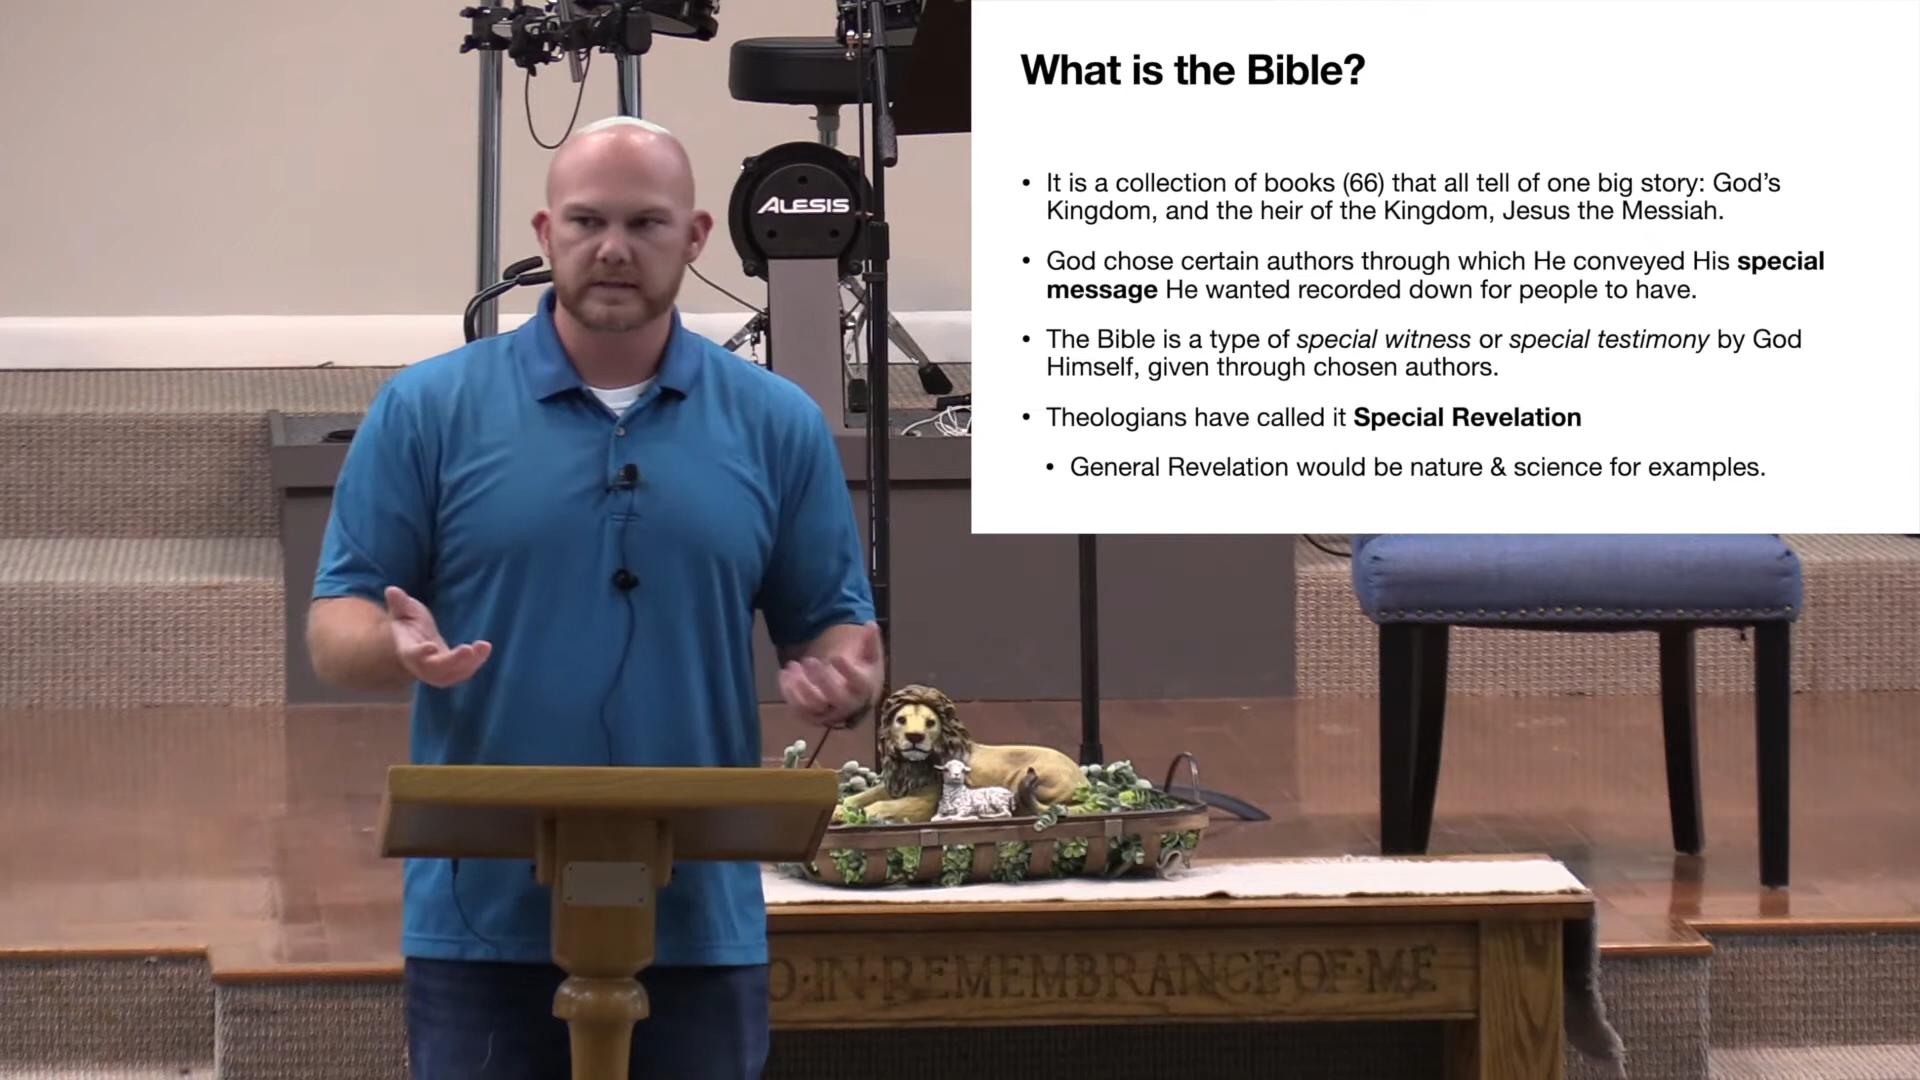 What is the Bible?
• It is a collection of books (66) that all tell of one big story: God’s
Kingdom, and the heir of the Kingdom, Jesus the Messiah.
• God chose certain authors through which He conveyed His special
message He wanted recorded down for people to have.
• The Bible is a type of special witness or special testimony by God
Himself, given through chosen authors.
• Theologians have called it Special Revelation
• General Revelation would be nature & science for examples.
ALESIS
O·IN·REMEMBRANCE·OF·ME